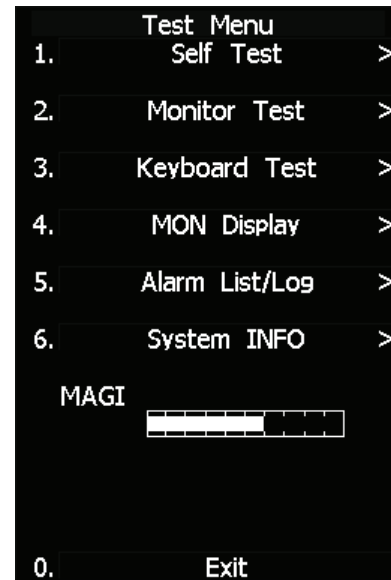 Test Menu
1. Self Test >
2. Monitor Test >
3. Keyboard Test >
4. MON Display >
5. Alarm List/Log >
6. System INFO >
MAGI
0. Exit